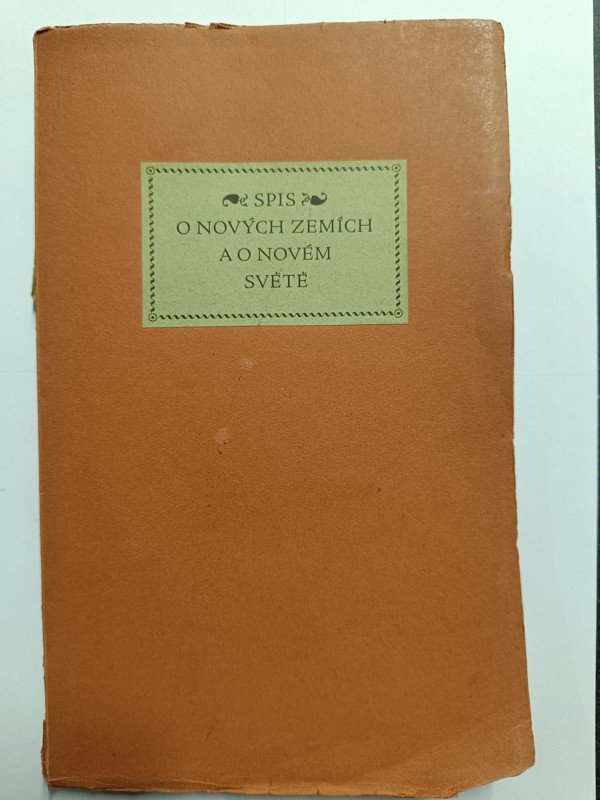 SPIS
O NOVÝCH ZEMÍCH
A O NOVÉM
SVĚTĚ